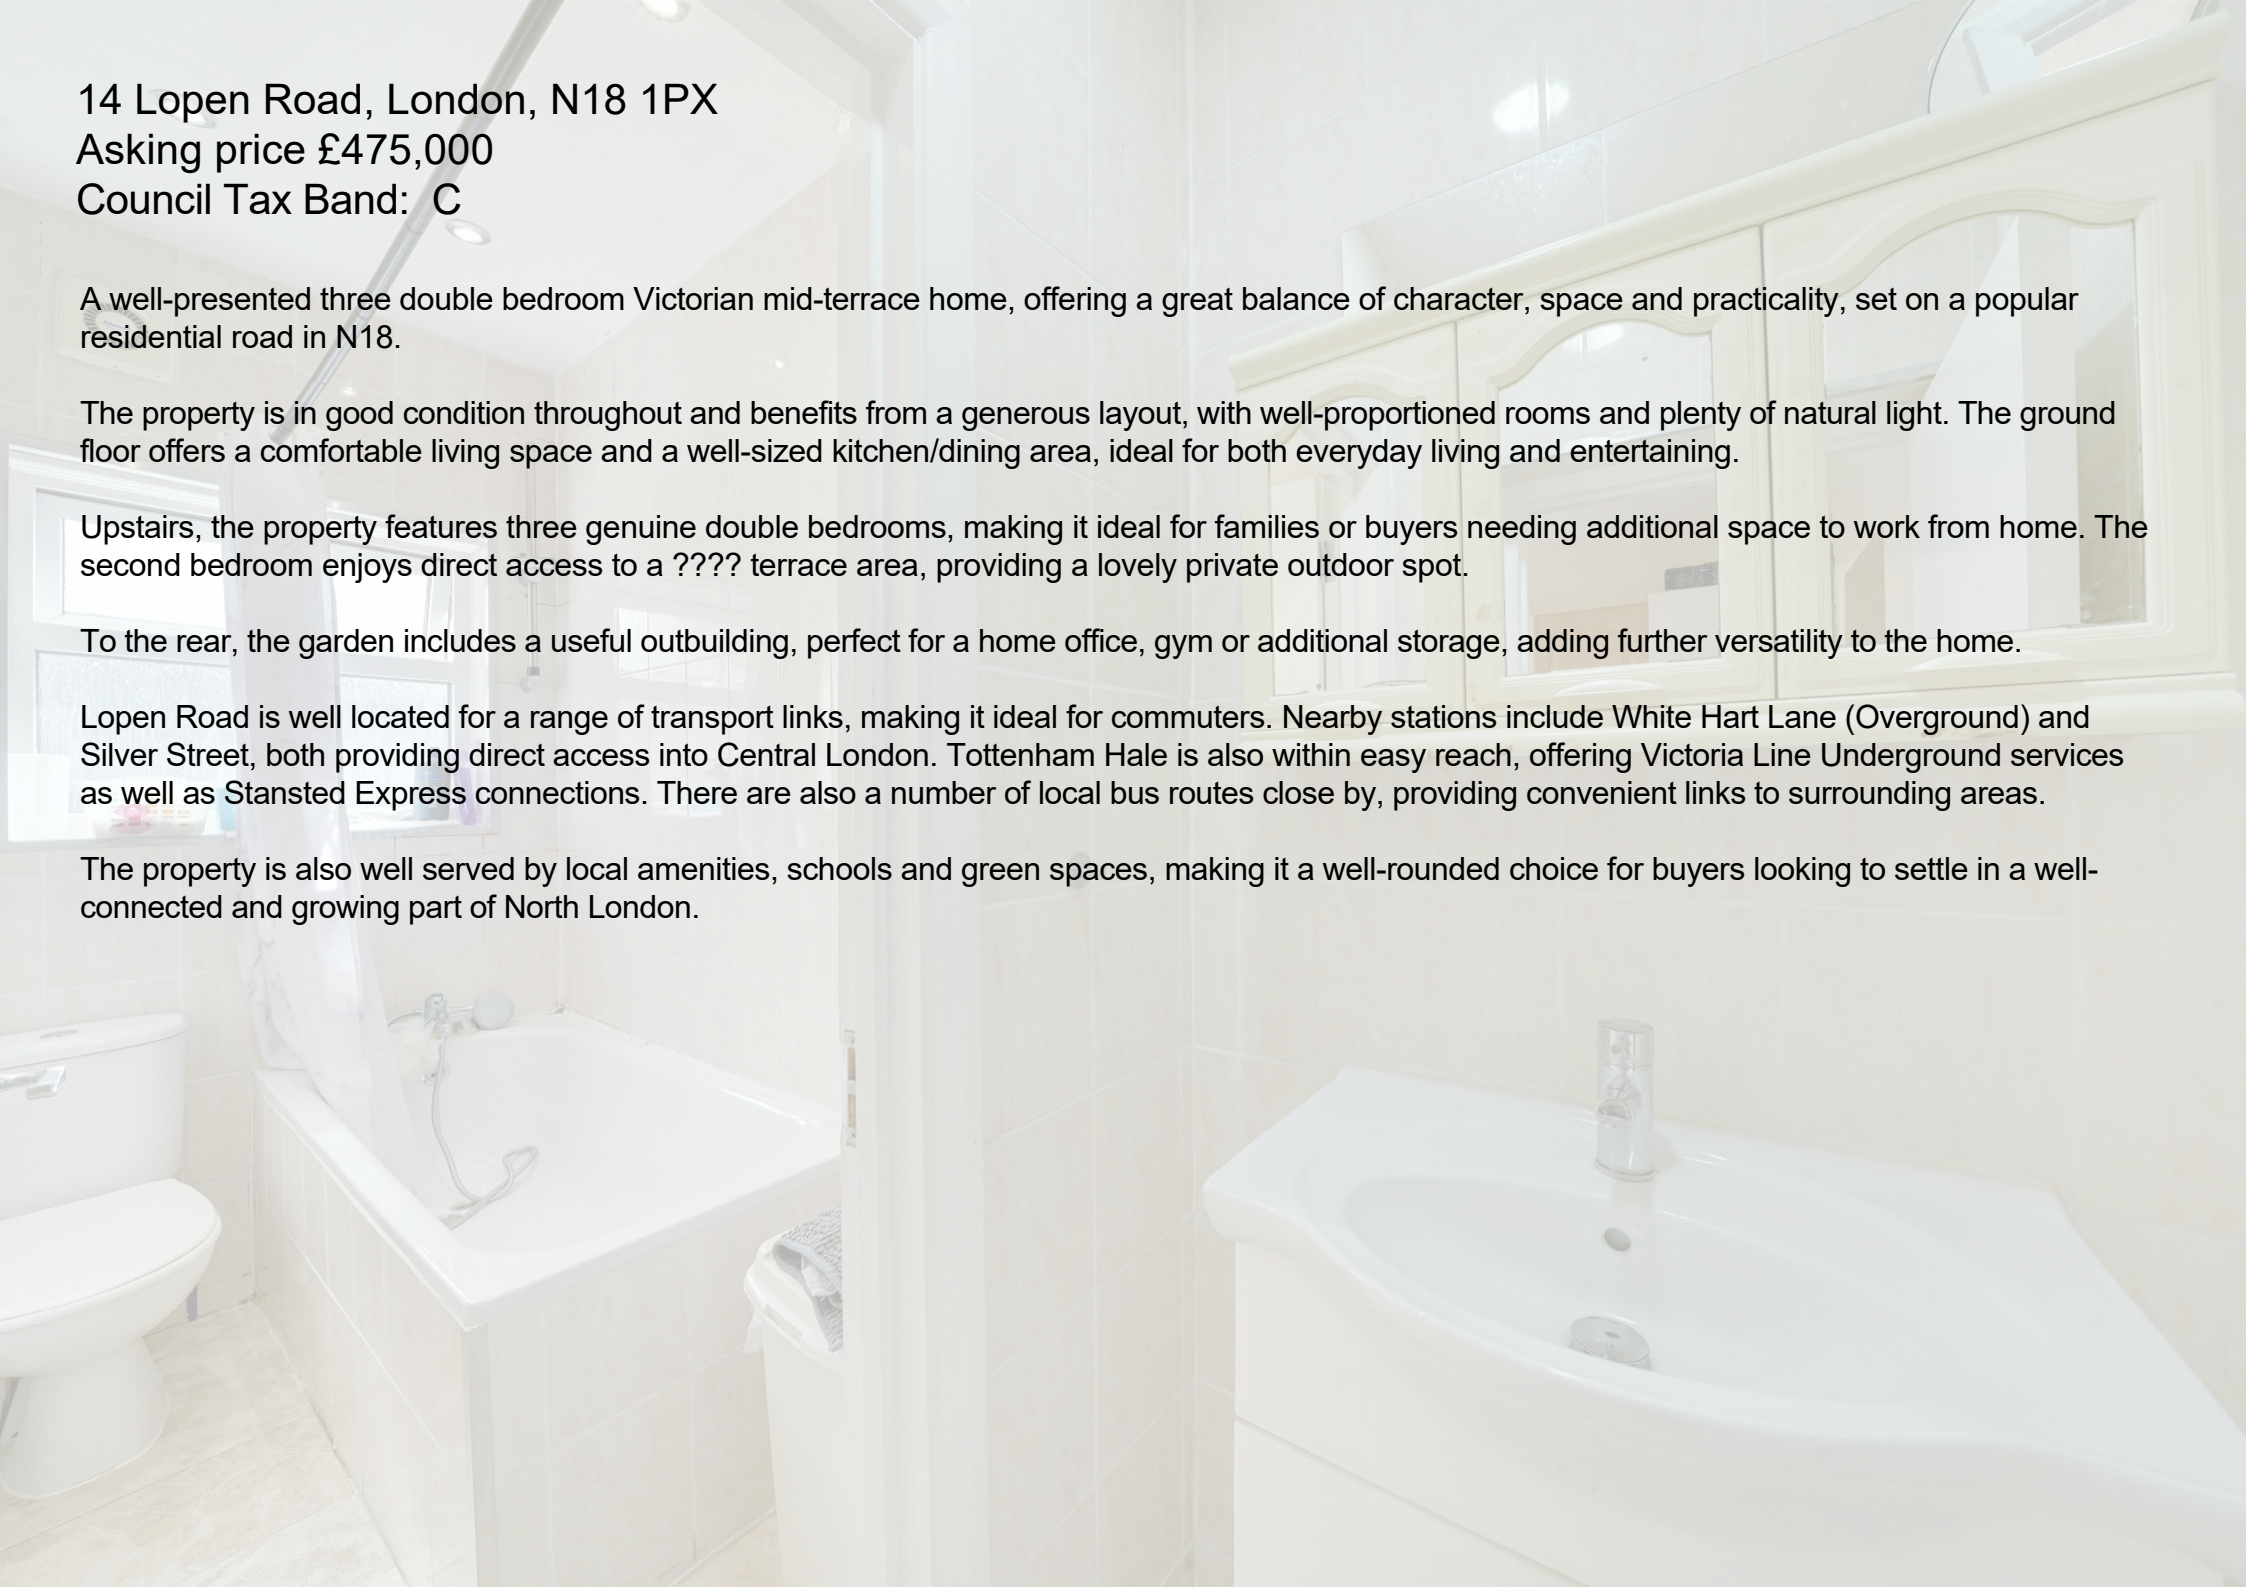 14 Lopen Road, London, N18 1PX
Asking price £475,000
Council Tax Band:  C
A well-presented three double bedroom Victorian mid-terrace home, offering a great balance of character, space and practicality, set on a popular
residential road in N18.
The property is in good condition throughout and benefits from a generous layout, with well-proportioned rooms and plenty of natural light. The ground
floor offers a comfortable living space and a well-sized kitchen/dining area, ideal for both everyday living and entertaining.
Upstairs, the property features three genuine double bedrooms, making it ideal for families or buyers needing additional space to work from home. The
second bedroom enjoys direct access to a ???? terrace area, providing a lovely private outdoor spot.
To the rear, the garden includes a useful outbuilding, perfect for a home office, gym or additional storage, adding further versatility to the home.
Lopen Road is well located for a range of transport links, making it ideal for commuters. Nearby stations include White Hart Lane (Overground) and
Silver Street, both providing direct access into Central London. Tottenham Hale is also within easy reach, offering Victoria Line Underground services
as well as Stansted Express connections. There are also a number of local bus routes close by, providing convenient links to surrounding areas.
The property is also well served by local amenities, schools and green spaces, making it a well-rounded choice for buyers looking to settle in a well-
connected and growing part of North London.